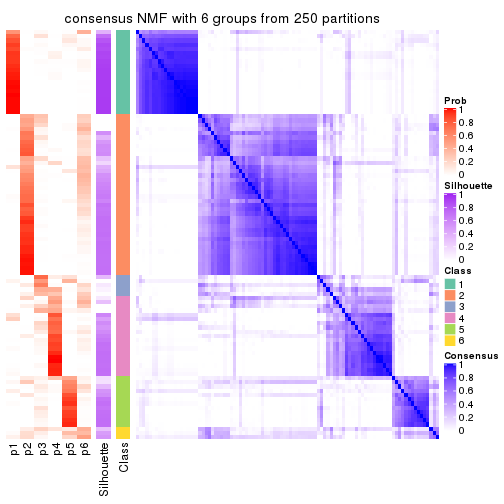 consensus NMF with 6 groups from 250 partitions
Prob
1
0.8
0.6
0.4
0.2
0
Silhouette
1
0.8
0.6
0.4
0.2
0
Class
1
2
3
4
5
6
Consensus
1
0.8
0.6
0.4
0.2
0
p1
p2
p3
p4
p5
p6
Silhouette
Class